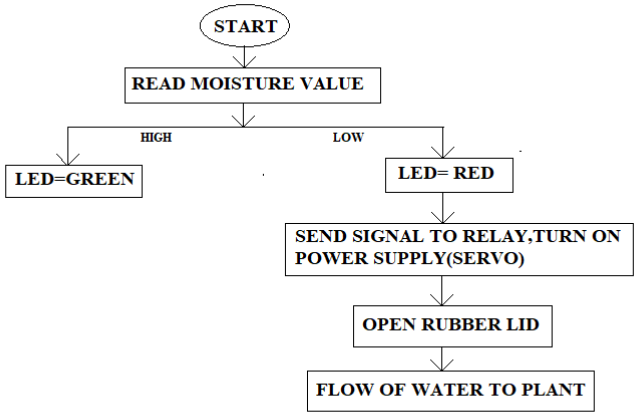 START
READ MOISTURE VALUE
HIGH
LOW
LED=GREEN
LED= RED
SEND SIGNAL TO RELAY,TURN ON
POWER SUPPLY(SERVO)
OPEN RUBBER LID
FLOW OF WATER TO PLANT